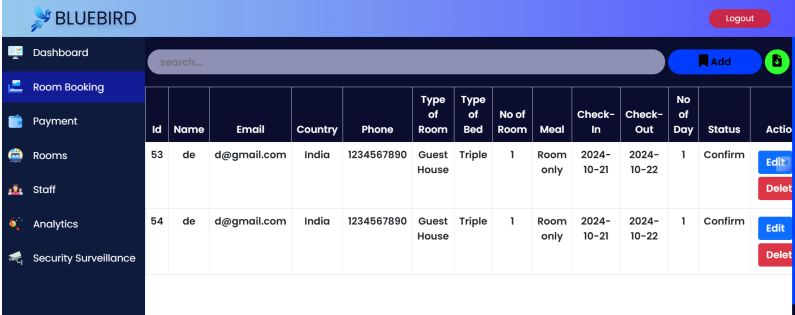 BLUEBIRD
Logout
Dashboard
search...
Add
Room Booking
Payment
Rooms
Staff
Analytics
Security Surveillance
Id Name Email Country Phone Type of Room Type of Bed No of Room Meal Check-In Check-Out No of Day Status Actio
53 de d@gmail.com India 1234567890 Guest House Triple 1 Room only 2024-10-21 2024-10-22 1 Confirm Edit
Delet
54 de d@gmail.com India 1234567890 Guest House Triple 1 Room only 2024-10-21 2024-10-22 1 Confirm Edit
Delet